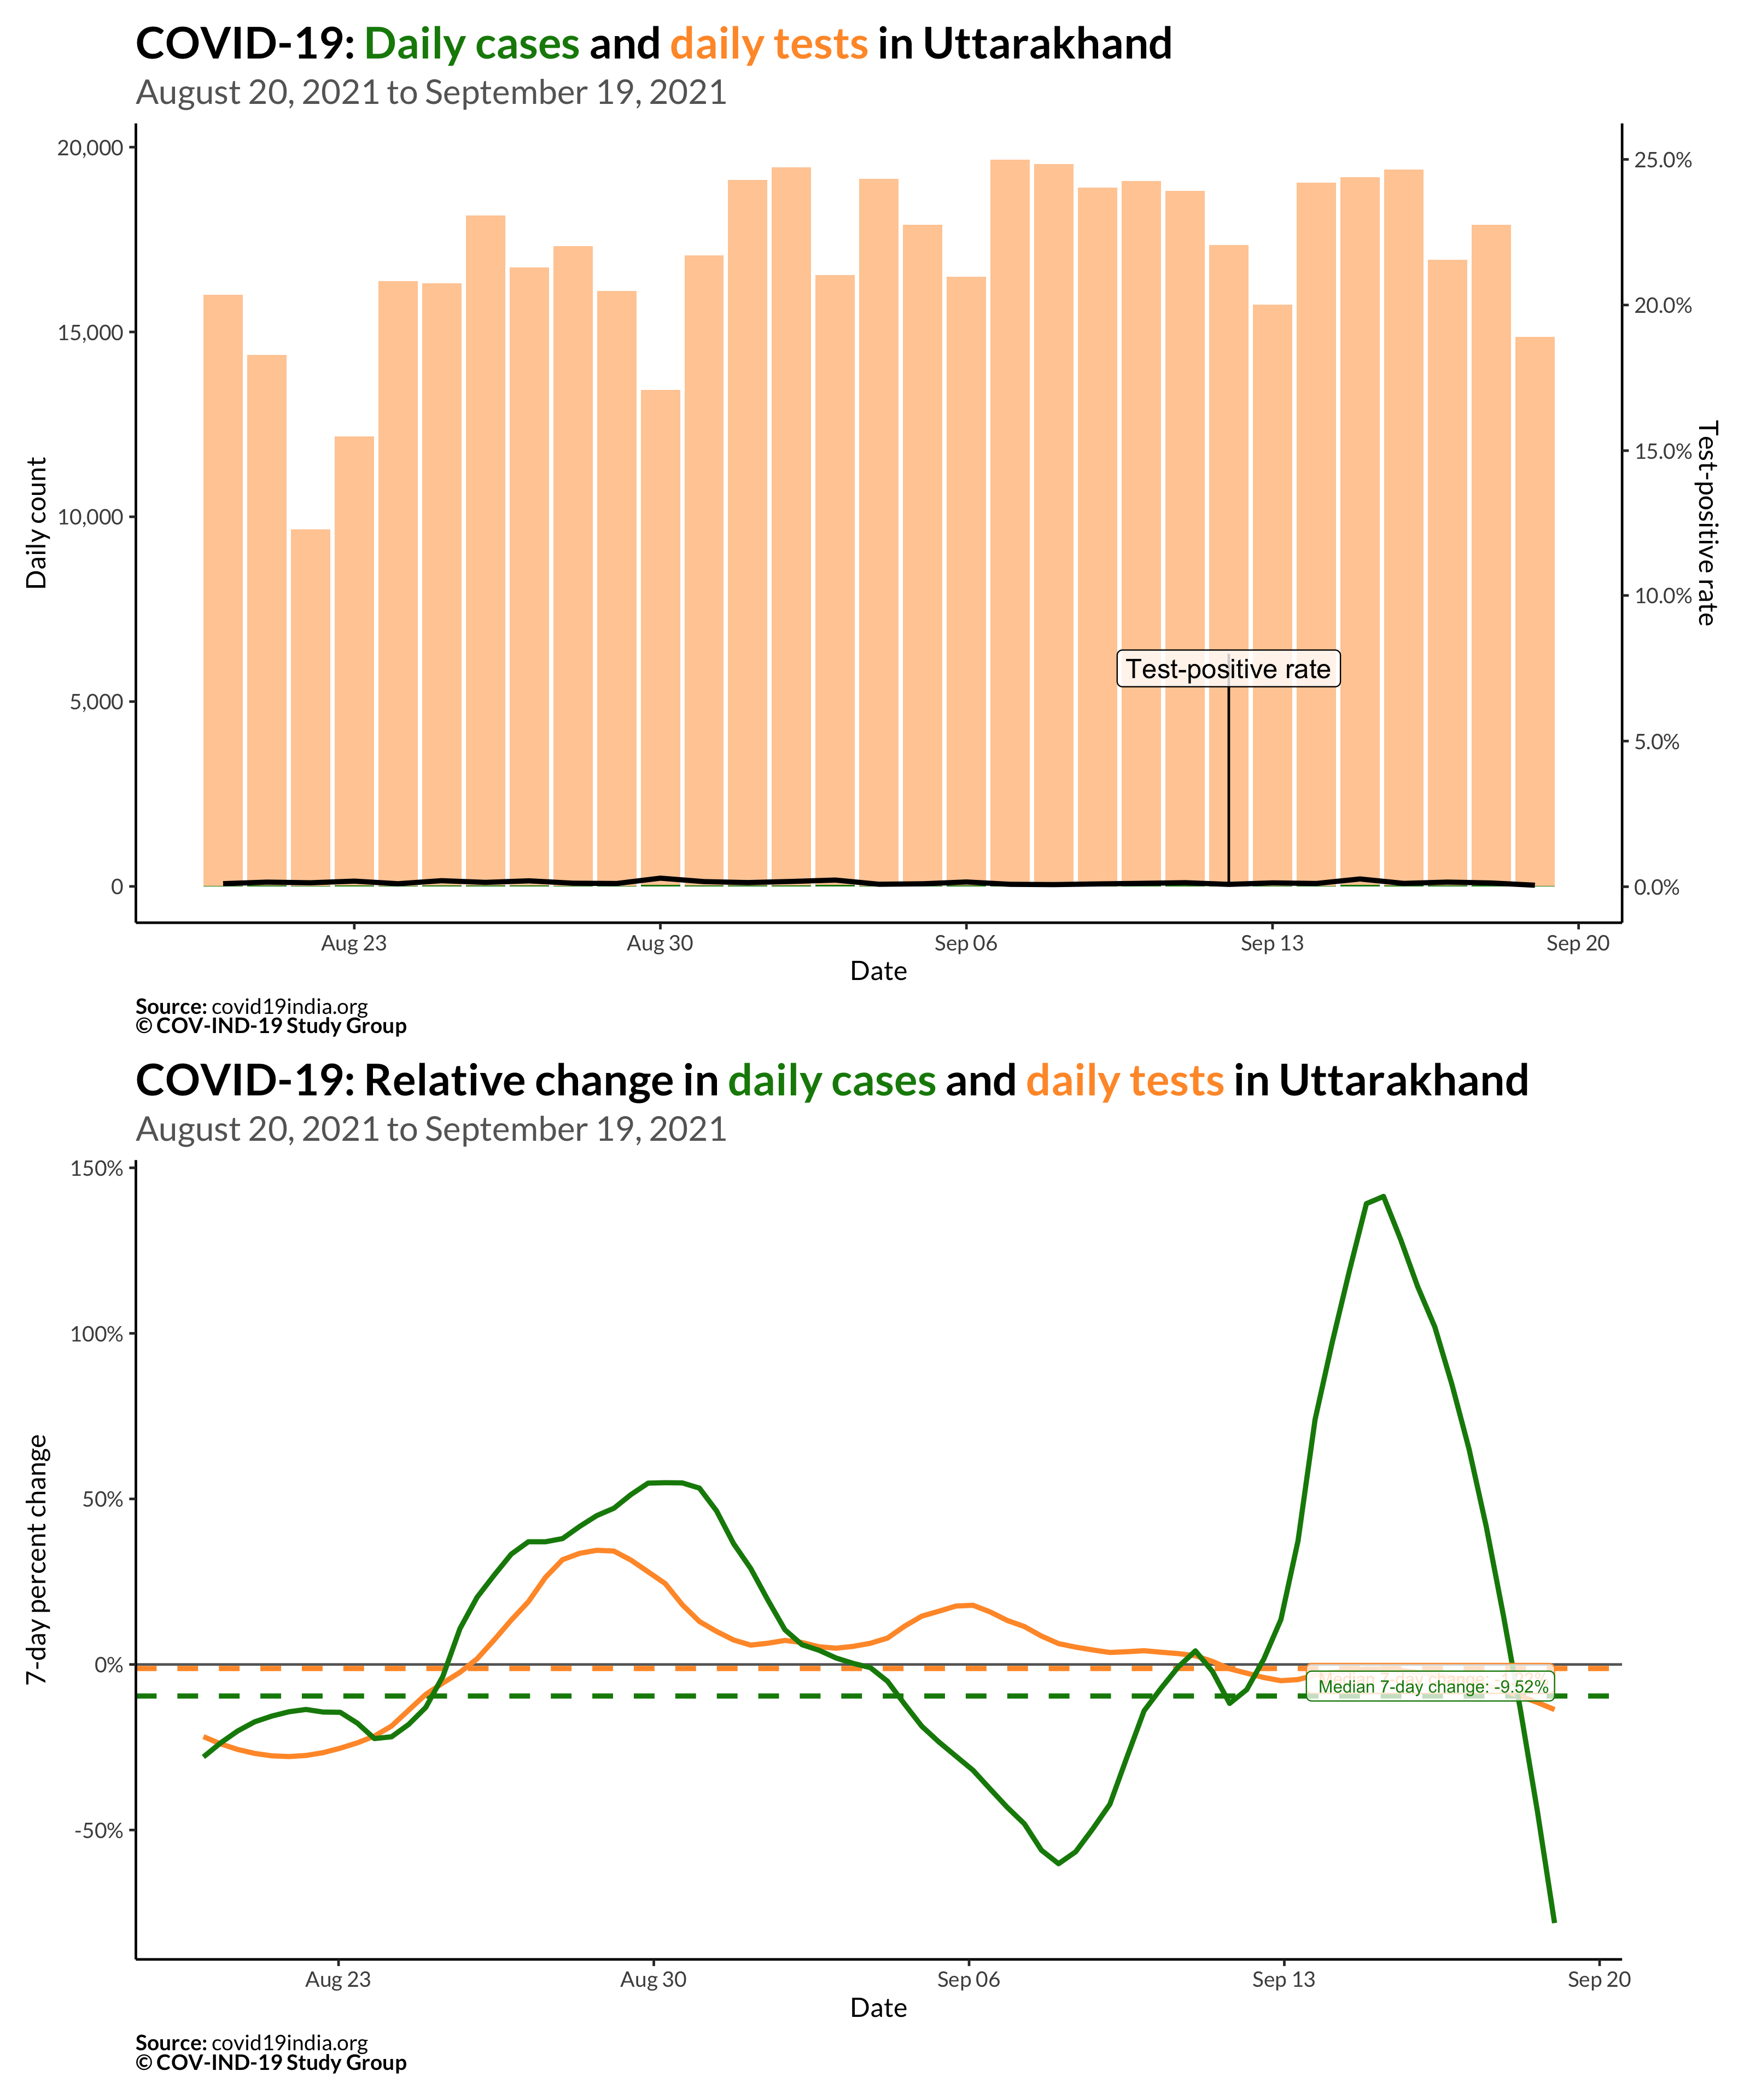 COVID-19: Daily cases and daily tests in Uttarakhand
August 20, 2021 to September 19, 2021
20,000
15,000
10,000
5,000
0
Daily count
25.0%
20.0%
15.0%
10.0%
5.0%
0.0%
Test-positive rate
Test-positive rate
Aug 23
Aug 30
Sep 06
Sep 13
Sep 20
Date
Source: covid19india.org
© COV-IND-19 Study Group
COVID-19: Relative change in daily cases and daily tests in Uttarakhand
August 20, 2021 to September 19, 2021
150%
100%
50%
0%
-50%
7-day percent change
Median 7-day change: -9.52%
Aug 23
Aug 30
Sep 06
Sep 13
Sep 20
Date
Source: covid19india.org
© COV-IND-19 Study Group